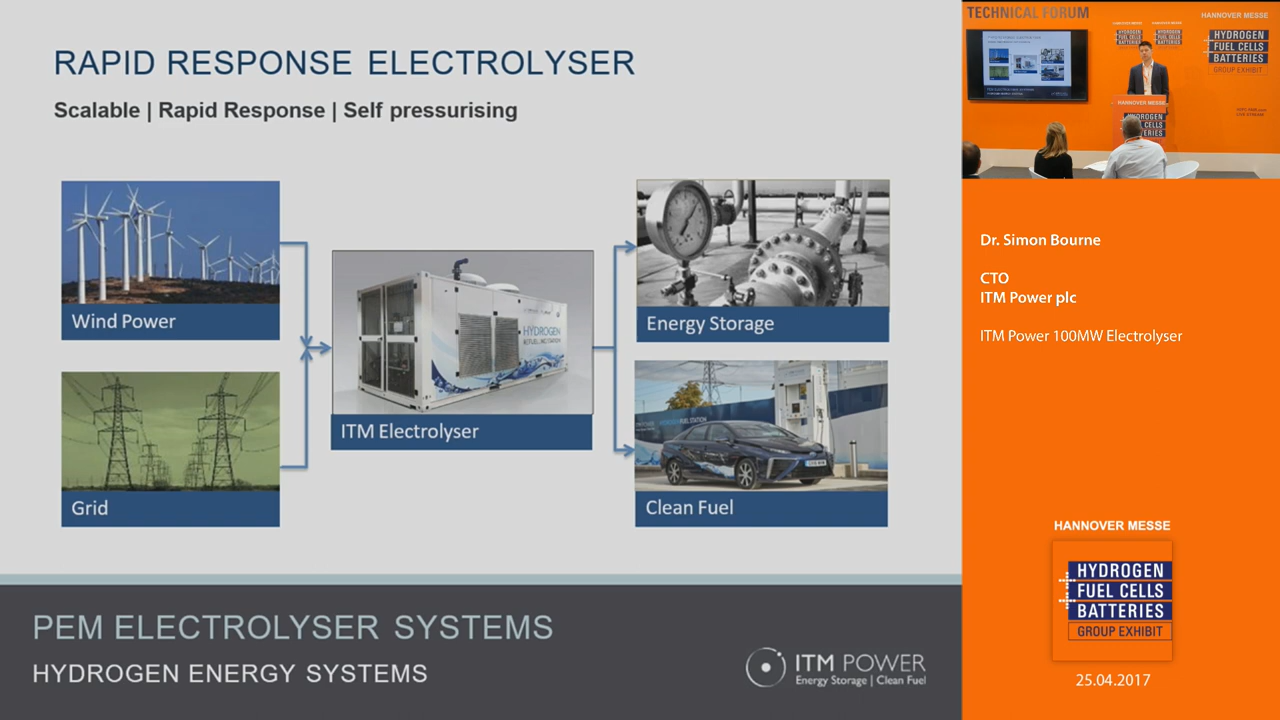 RAPID RESPONSE ELECTROLYSER
Scalable | Rapid Response | Self pressurising
Wind Power
Grid
HYDROGEN
ITM Electrolyser
Energy Storage
Clean Fuel
PEM ELECTROLYSER SYSTEMS
HYDROGEN ENERGY SYSTEMS
ITM POWER
Energy Storage | Clean Fuel
TECHNICAL FORUM
HANNOVER MESSE
HYDROGEN
FUEL CELLS
BATTERIES
GROUP EXHIBIT
HANNOVER MESSE
Dr. Simon Bourne
CTO
ITM Power plc
ITM Power 100MW Electrolyser
HANNOVER MESSE
HYDROGEN
FUEL CELLS
BATTERIES
GROUP EXHIBIT
25.04.2017